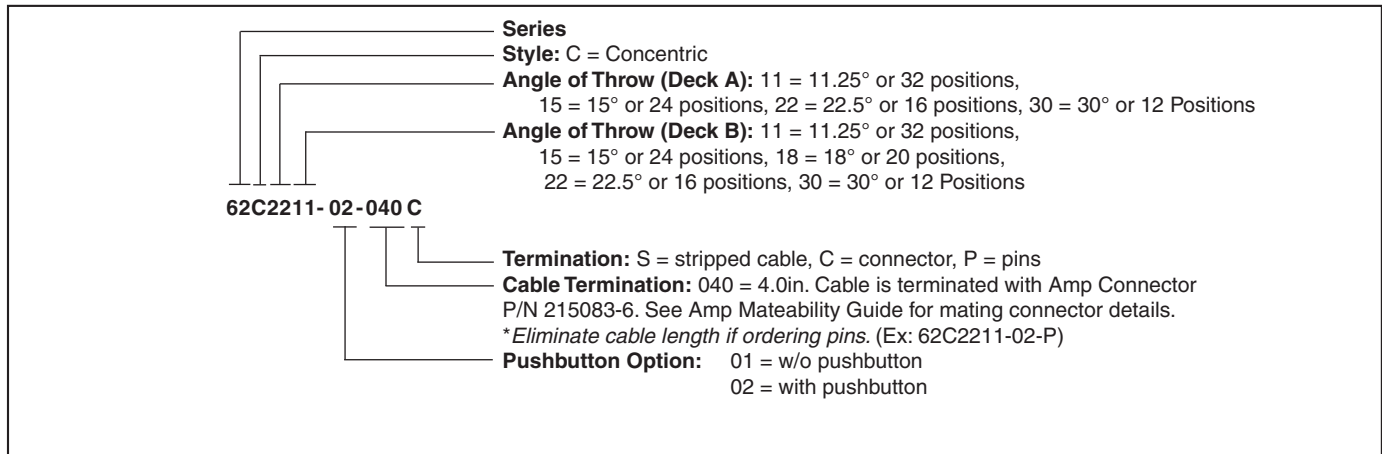 Series
Style: C = Concentric
Angle of Throw (Deck A): 11 = 11.25° or 32 positions,
15 = 15° or 24 positions, 22 = 22.5° or 16 positions, 30 = 30° or 12 Positions
Angle of Throw (Deck B): 11 = 11.25° or 32 positions,
15 = 15° or 24 positions, 18 = 18° or 20 positions,
22 = 22.5° or 16 positions, 30 = 30° or 12 Positions
62C2211- 02 - 040 C
Termination: S = stripped cable, C = connector, P = pins
Cable Termination: 040 = 4.0in. Cable is terminated with Amp Connector
P/N 215083-6. See Amp Mateability Guide for mating connector details.
*Eliminate cable length if ordering pins. (Ex: 62C2211-02-P)
Pushbutton Option: 01 = w/o pushbutton
02 = with pushbutton